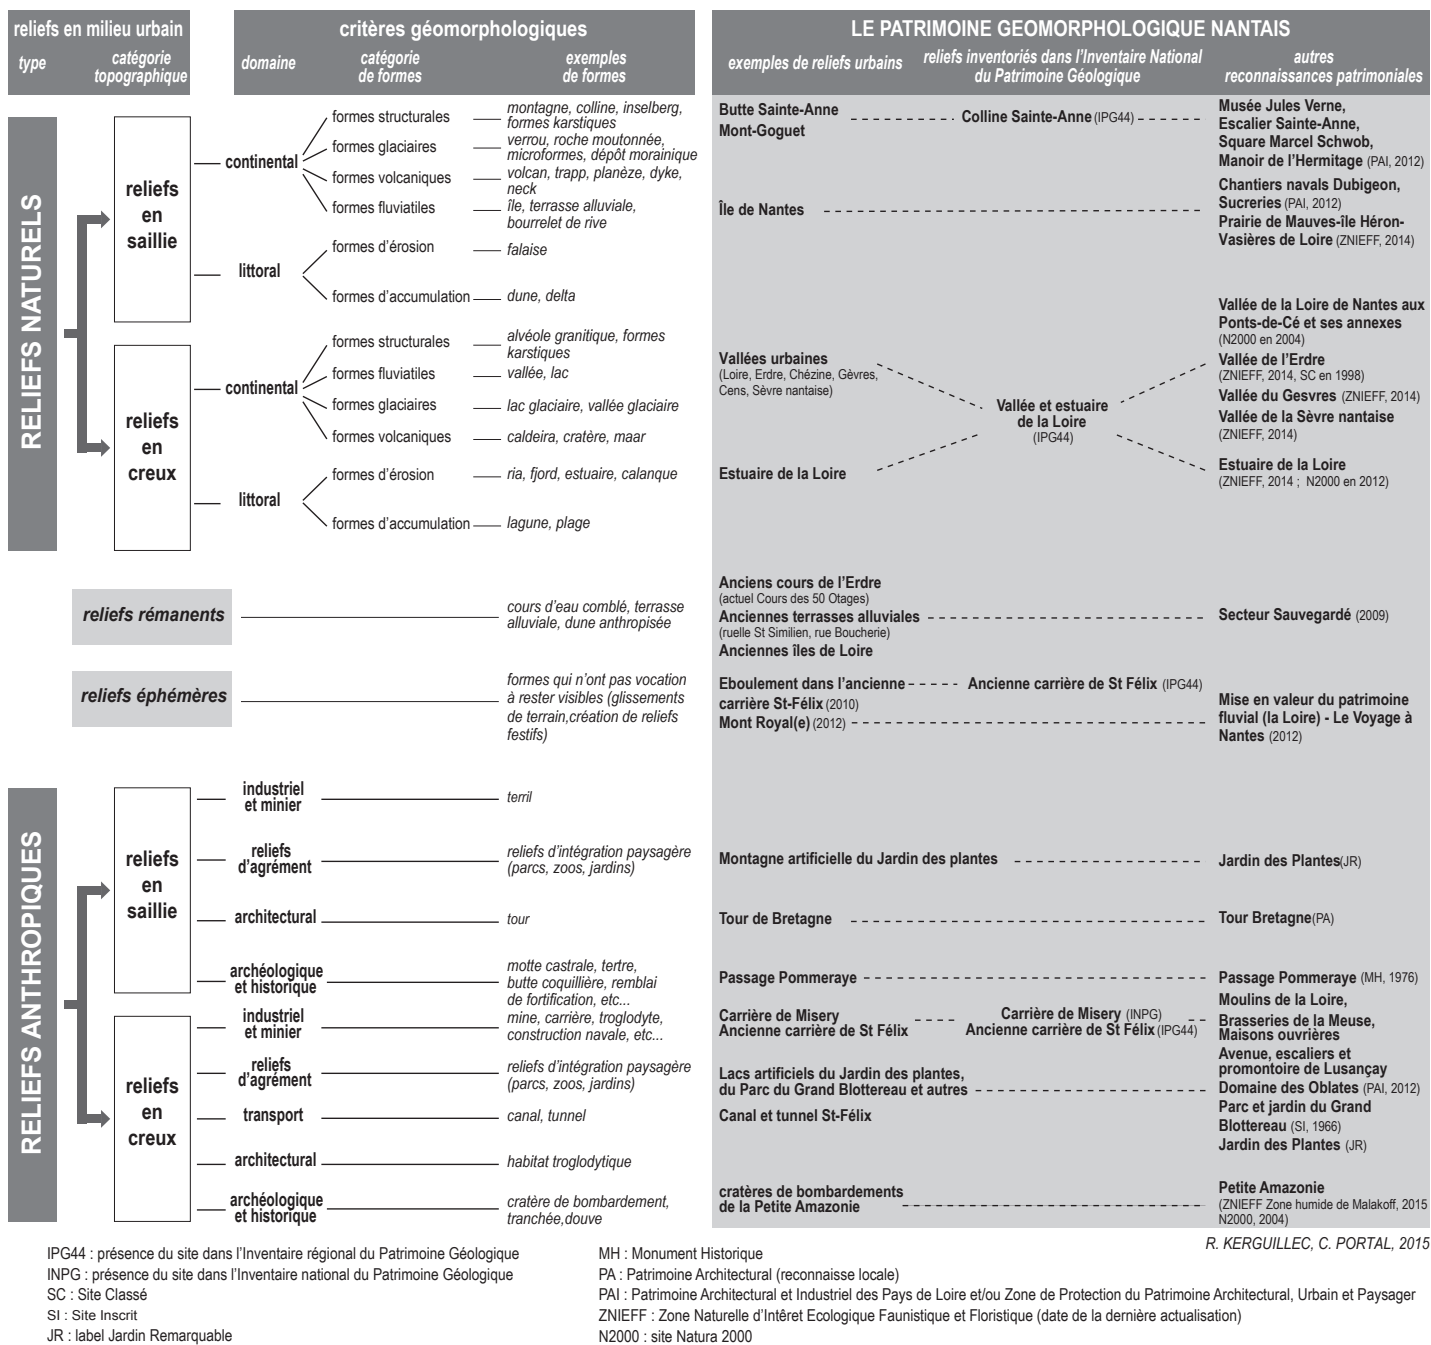 reliefs en milieu urbain
type
catégorie
topographique
critères géomorphologiques
domaine
catégorie
de formes
exemples
de formes
LE PATRIMOINE GEOMORPHOLOGIQUE NANTAIS
exemples de reliefs urbains
reliefs inventoriés dans l'Inventaire National
du Patrimoine Géologique
autres
reconnaissances patrimoniales
RELIEFS NATURELS
reliefs
en
saillie
continental
formes structurales
montagne, colline, inselberg,
formes karstiques
formes glaciaires
verrou, roche moutonnée,
microformes, dépôt morainique
formes volcaniques
volcan, trapp, planèze, dyke,
neck
formes fluviatiles
île, terrasse alluviale,
bourrelet de rive
littoral
formes d'érosion
falaise
formes d'accumulation
dune, delta
Butte Sainte-Anne
Mont-Goguet
Colline Sainte-Anne (IPG44)
Musée Jules Verne,
Escalier Sainte-Anne,
Square Marcel Schwob,
Manoir de l'Hermitage (PAI, 2012)
Île de Nantes
Chantiers navals Dubigeon,
Sucreries (PAI, 2012)
Prairie de Mauves-île Héron-
Vasières de Loire (ZNIEFF, 2014)
reliefs
en
creux
continental
formes structurales
alvéole granitique, formes
karstiques
formes fluviatiles
vallée, lac
formes glaciaires
lac glaciaire, vallée glaciaire
formes volcaniques
caldeira, cratère, maar
littoral
formes d'érosion
ria, fjord, estuaire, calanque
formes d'accumulation
lagune, plage
Vallées urbaines
(Loire, Erdre, Chézine, Gèvres,
Cens, Sèvre nantaise)
Estuaire de la Loire
Vallée et estuaire
de la Loire
(IPG44)
Vallée de la Loire de Nantes aux
Ponts-de-Cé et ses annexes
(N2000 en 2004)
Vallée de l'Erdre
(ZNIEFF, 2014, SC en 1998)
Vallée du Gesvres (ZNIEFF, 2014)
Vallée de la Sèvre nantaise
(ZNIEFF, 2014)
Estuaire de la Loire
(ZNIEFF, 2014 ; N2000 en 2012)
reliefs rémanents
cours d'eau comblé, terrasse
alluviale, dune anthropisée
Anciens cours de l'Erdre
(actuel Cours des 50 Otages)
Anciennes terrasses alluviales
(ruelle St Similien, rue Boucherie)
Anciennes îles de Loire
Secteur Sauvegardé (2009)
reliefs éphémères
formes qui n'ont pas vocation
à rester visibles (glissements
de terrain,création de reliefs
festifs)
Eboulement dans l'ancienne
carrière St-Félix (2010)
Mont Royal(e) (2012)
Ancienne carrière de St Félix (IPG44)
Mise en valeur du patrimoine
fluvial (la Loire) - Le Voyage à
Nantes (2012)
RELIEFS ANTHROPIQUES
reliefs
en
saillie
industriel
et minier
terril
reliefs
d'agrément
reliefs d'intégration paysagère
(parcs, zoos, jardins)
Montagne artificielle du Jardin des plantes
Jardin des Plantes(JR)
architectural
tour
Tour de Bretagne
Tour Bretagne(PA)
archéologique
et historique
motte castrale, tertre,
butte coquillière, remblai
de fortification, etc...
Passage Pommeraye
Passage Pommeraye (MH, 1976)
reliefs
en
creux
industriel
et minier
mine, carrière, troglodyte,
construction navale, etc...
Carrière de Misery
Ancienne carrière de St Félix
Carrière de Misery (INPG)
Ancienne carrière de St Félix (IPG44)
Moulins de la Loire,
Brasseries de la Meuse,
Maisons ouvrières
Avenue, escaliers et
promontoire de Lusançay
Domaine des Oblates (PAI, 2012)
Parc et jardin du Grand
Blottereau (SI, 1966)
Jardin des Plantes (JR)
reliefs
d'agrément
reliefs d'intégration paysagère
(parcs, zoos, jardins)
Lacs artificiels du Jardin des plantes,
du Parc du Grand Blottereau et autres
transport
canal, tunnel
Canal et tunnel St-Félix
architectural
habitat troglodytique
archéologique
et historique
cratère de bombardement,
tranchée,douve
cratères de bombardements
de la Petite Amazonie
Petite Amazonie
(ZNIEFF Zone humide de Malakoff, 2015
N2000, 2004)
R. KERGUILLEC, C. PORTAL, 2015
IPG44 : présence du site dans l'Inventaire régional du Patrimoine Géologique
INPG : présence du site dans l'Inventaire national du Patrimoine Géologique
SC : Site Classé
SI : Site Inscrit
JR : label Jardin Remarquable
MH : Monument Historique
PA : Patrimoine Architectural (reconnaisse locale)
PAI : Patrimoine Architectural et Industriel des Pays de Loire et/ou Zone de Protection du Patrimoine Architectural, Urbain et Paysager
ZNIEFF : Zone Naturelle d'Intêret Ecologique Faunistique et Floristique (date de la dernière actualisation)
N2000 : site Natura 2000